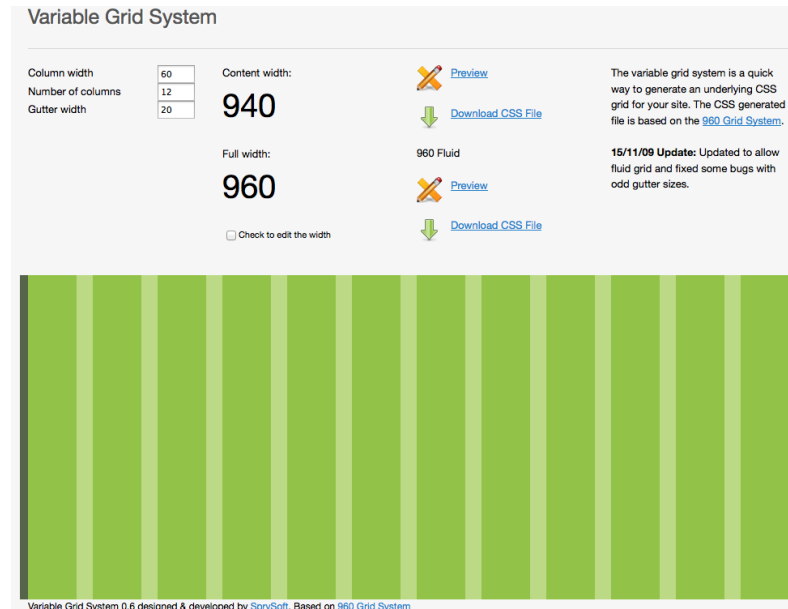 Variable Grid System
Column width 60
Number of columns 12
Gutter width 20
Content width:
940
Full width:
960
Check to edit the width
Preview
Download CSS File
960 Fluid
Preview
Download CSS File
The variable grid system is a quick
way to generate an underlying CSS
grid for your site. The CSS generated
file is based on the 960 Grid System.
15/11/09 Update: Updated to allow
fluid grid and fixed some bugs with
odd gutter sizes.
Variable Grid System 0.6 designed & developed by SprySoft. Based on 960 Grid System